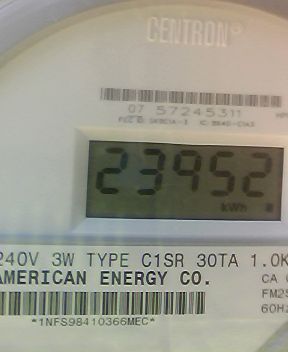 CENTRON®
07 57245311
23952
kWh
240V 3W TYPE C1SR 30TA 1.0K
AMERICAN ENERGY CO.
CA
FM2S
60Hz
*1NFS98410366MEC*